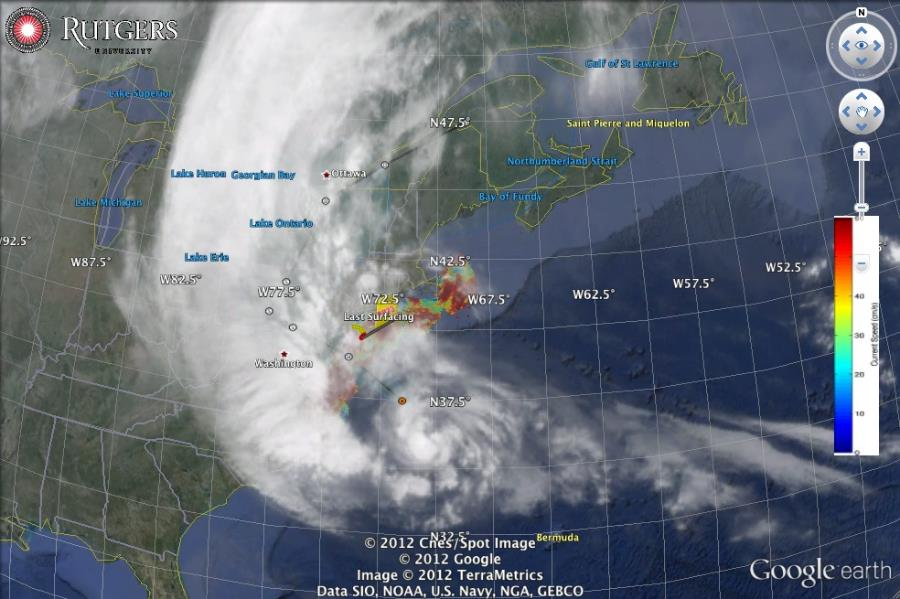 RUTGERS
UNIVERSITY
N
Gulf of St Lawrence
Lake Superior
N47.5°
Saint Pierre and Miquelon
Northumberland Strait
Lake Huron Georgian Bay
Ottawa
Lake Michigan
Bay of Fundy
Lake Ontario
W92.5°
W87.5°
Lake Erie
N42.5°
W52.5°
W82.5°
W77.5°
W72.5°
W67.5°
W62.5°
W57.5°
Last Surfacing
40
30
20
10
0
Current Speed (cm/s)
Washington
N37.5°
N32.5°
Bermuda
© 2012 Cnes/Spot Image
© 2012 Google
Image © 2012 TerraMetrics
Data SIO, NOAA, U.S. Navy, NGA, GEBCO
Google earth